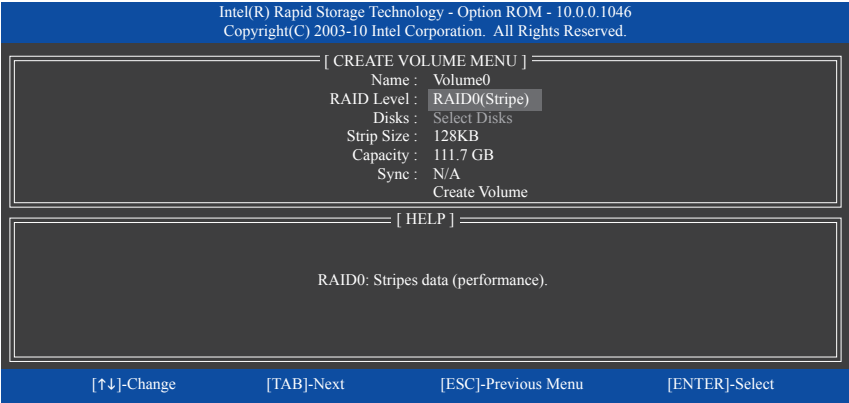 Intel(R) Rapid Storage Technology - Option ROM - 10.0.0.1046
Copyright(C) 2003-10 Intel Corporation. All Rights Reserved.
[ CREATE VOLUME MENU ]
Name : Volume0
RAID Level : RAID0(Stripe)
Disks : Select Disks
Strip Size : 128KB
Capacity : 111.7 GB
Sync : N/A
Create Volume
[ HELP ]
RAID0: Stripes data (performance).
[↑↓]-Change [TAB]-Next [ESC]-Previous Menu [ENTER]-Select